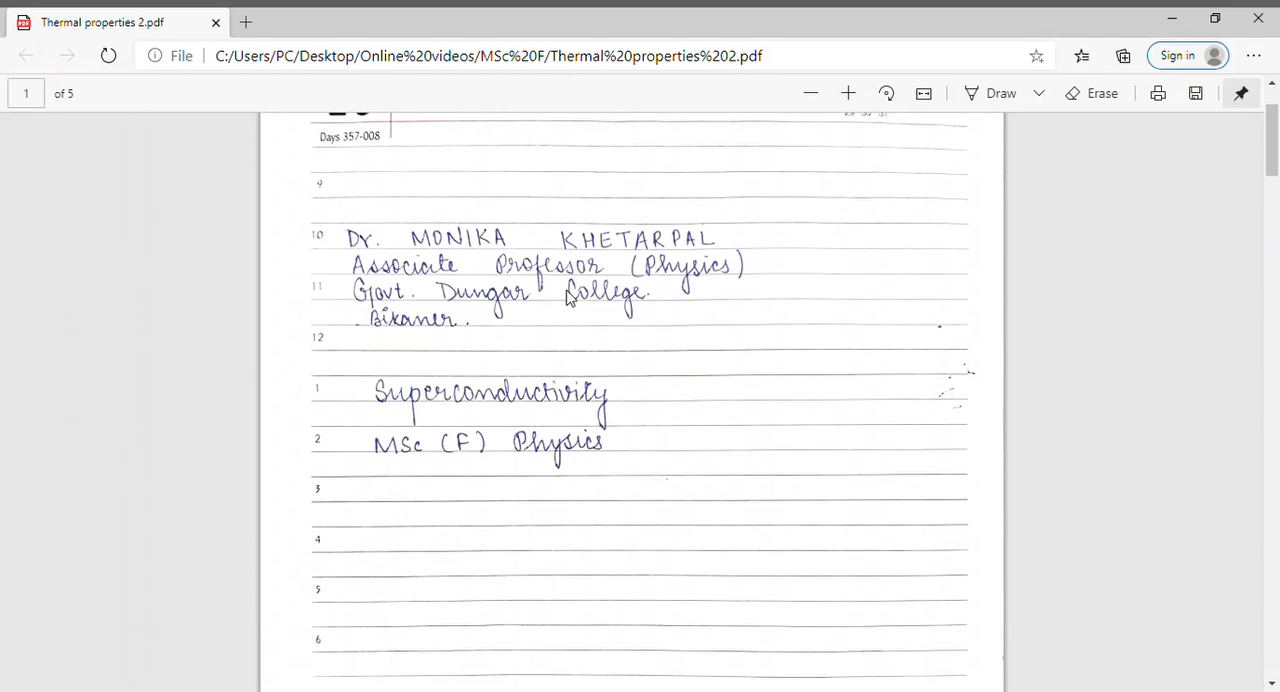 Thermal properties 2.pdf
File C:/Users/PC/Desktop/Online%20videos/MSc%20F/Thermal%20properties%202.pdf
Sign in
1 of 5
Draw
Erase
Days 357-008
9
10 Dr. MONIKA KHETARPAL
Associate Professor (Physics)
11 Govt. Dungar College.
Bikaner.
12
1 Superconductivity
2 MSc (F) Physics
3
4
5
6